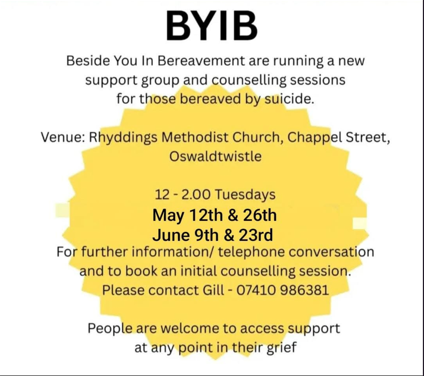 BYIB
Beside You In Bereavement are running a new
support group and counselling sessions
for those bereaved by suicide.
Venue: Rhyddings Methodist Church, Chappel Street,
Oswaldtwistle
12 - 2.00 Tuesdays
May 12th & 26th
June 9th & 23rd
For further information/ telephone conversation
and to book an initial counselling session.
Please contact Gill - 07410 986381
People are welcome to access support
at any point in their grief